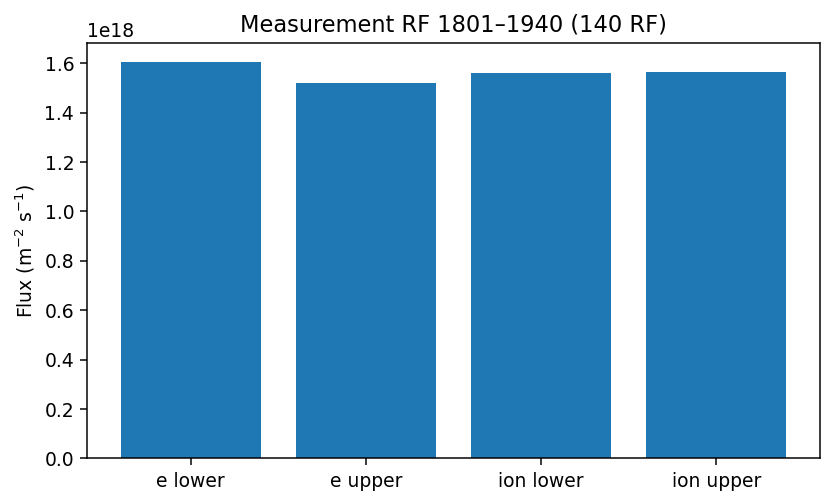 Measurement RF 1801–1940 (140 RF)
1e18
Flux (m⁻² s⁻¹)
1.6
1.4
1.2
1.0
0.8
0.6
0.4
0.2
0.0
e lower
e upper
ion lower
ion upper